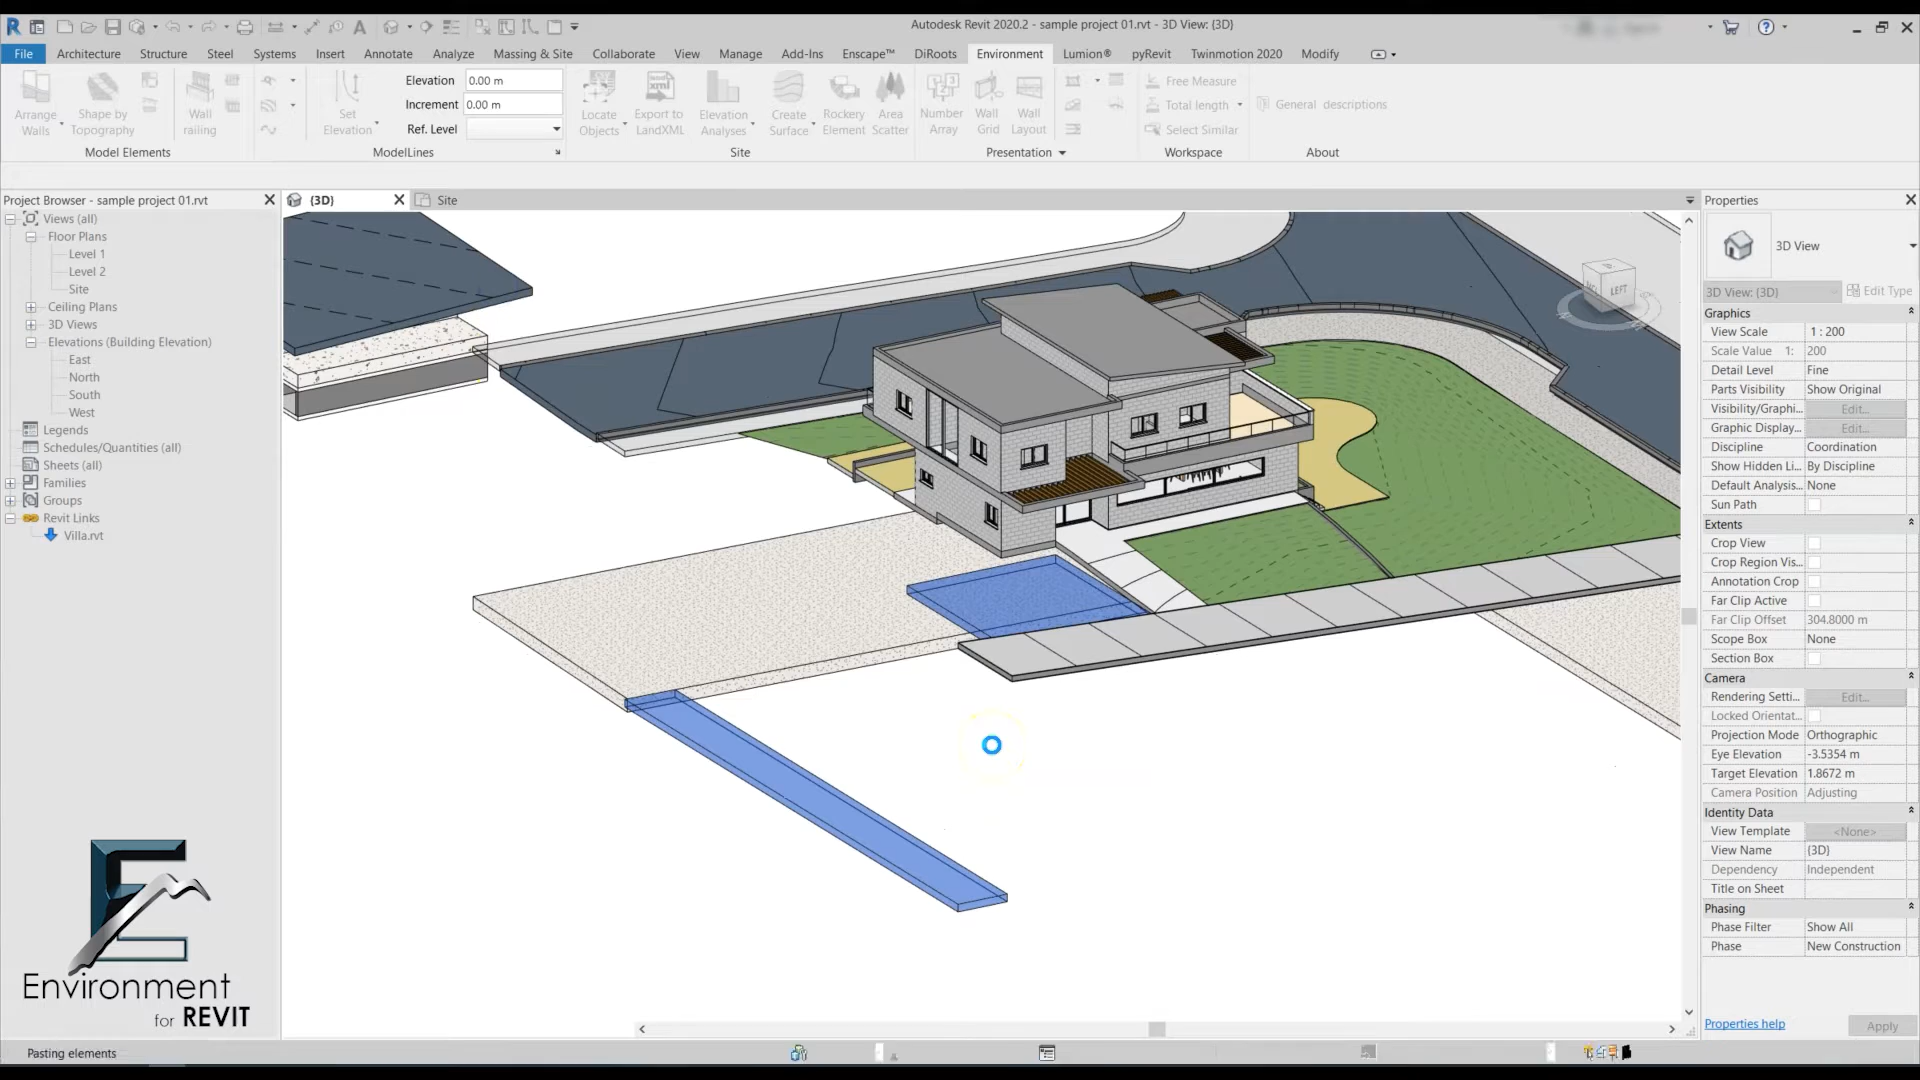 Autodesk Revit 2020.2 - sample project 01.rvt - 3D View: {3D}
File Architecture Structure Steel Systems Insert Annotate Analyze Massing & Site Collaborate View Manage Add-Ins Enscape™ DiRoots Environment Lumion® pyRevit Twinmotion 2020 Modify
Arrange Walls
Shape by Topography
Wall railing
Set Elevation
Elevation 0.00 m
Increment 0.00 m
Ref. Level
Locate Objects
Export to LandXML
Elevation Analyses
Create Surface
Rockery Element
Area Scatter
Number Array
Wall Grid
Wall Layout
Free Measure
Total length
Select Similar
General descriptions
Model Elements ModelLines Site Presentation Workspace About
Project Browser - sample project 01.rvt
{3D}
Site
Views (all)
Floor Plans
Level 1
Level 2
Site
Ceiling Plans
3D Views
Elevations (Building Elevation)
East
North
South
West
Legends
Schedules/Quantities (all)
Sheets (all)
Families
Groups
Revit Links
Villa.rvt
LEFT
Environment
for REVIT
Properties
3D View
3D View: {3D} Edit Type
Graphics
View Scale 1 : 200
Scale Value 1: 200
Detail Level Fine
Parts Visibility Show Original
Visibility/Graphi... Edit...
Graphic Display... Edit...
Discipline Coordination
Show Hidden Li... By Discipline
Default Analysis... None
Sun Path
Extents
Crop View
Crop Region Vis...
Annotation Crop
Far Clip Active
Far Clip Offset 304.8000 m
Scope Box None
Section Box
Camera
Rendering Setti... Edit...
Locked Orientat...
Projection Mode Orthographic
Eye Elevation -3.5354 m
Target Elevation 1.8672 m
Camera Position Adjusting
Identity Data
View Template <None>
View Name {3D}
Dependency Independent
Title on Sheet
Phasing
Phase Filter Show All
Phase New Construction
Properties help Apply
Pasting elements